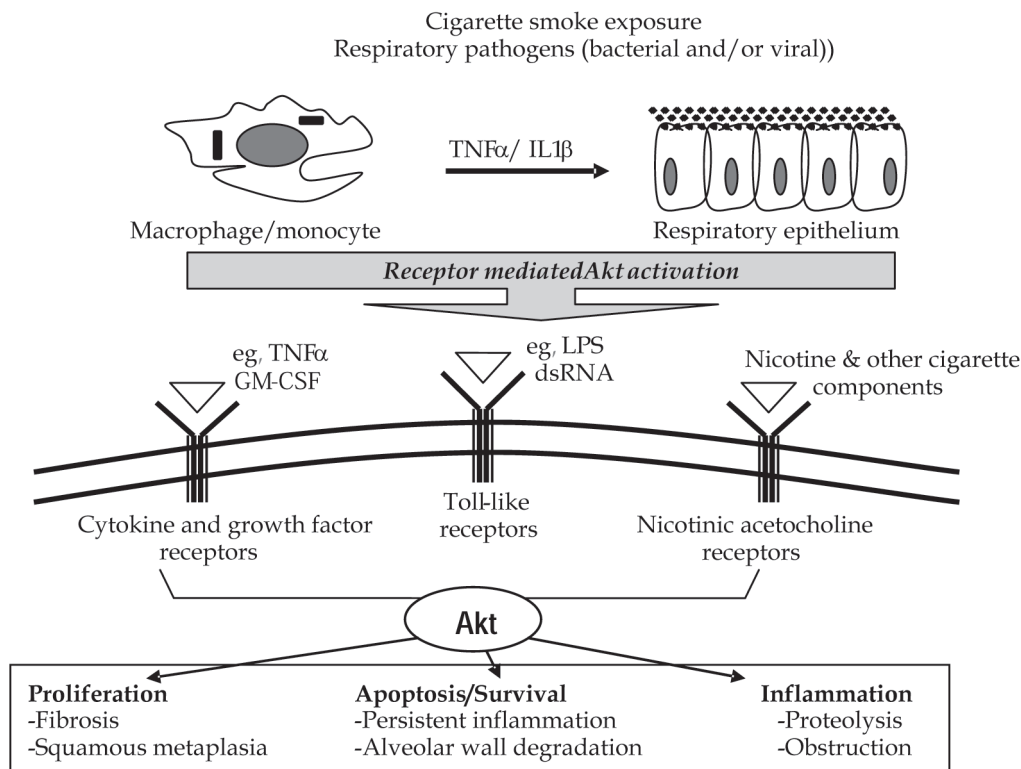 Cigarette smoke exposure
Respiratory pathogens (bacterial and/or viral))
TNFα/ IL1β
Macrophage/monocyte
Respiratory epithelium
Receptor mediatedAkt activation
eg, TNFα
GM-CSF
eg, LPS
dsRNA
Nicotine & other cigarette
components
Cytokine and growth factor
receptors
Toll-like
receptors
Nicotinic acetocholine
receptors
Akt
Proliferation
-Fibrosis
-Squamous metaplasia
Apoptosis/Survival
-Persistent inflammation
-Alveolar wall degradation
Inflammation
-Proteolysis
-Obstruction